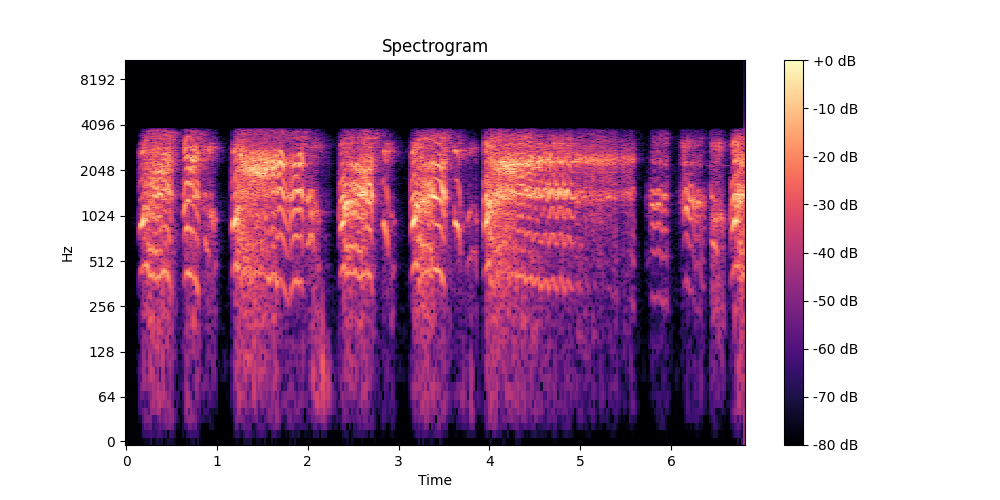 Spectrogram
8192
4096
2048
1024
512
256
128
64
0
Hz
0 1 2 3 4 5 6
Time
+0 dB
-10 dB
-20 dB
-30 dB
-40 dB
-50 dB
-60 dB
-70 dB
-80 dB